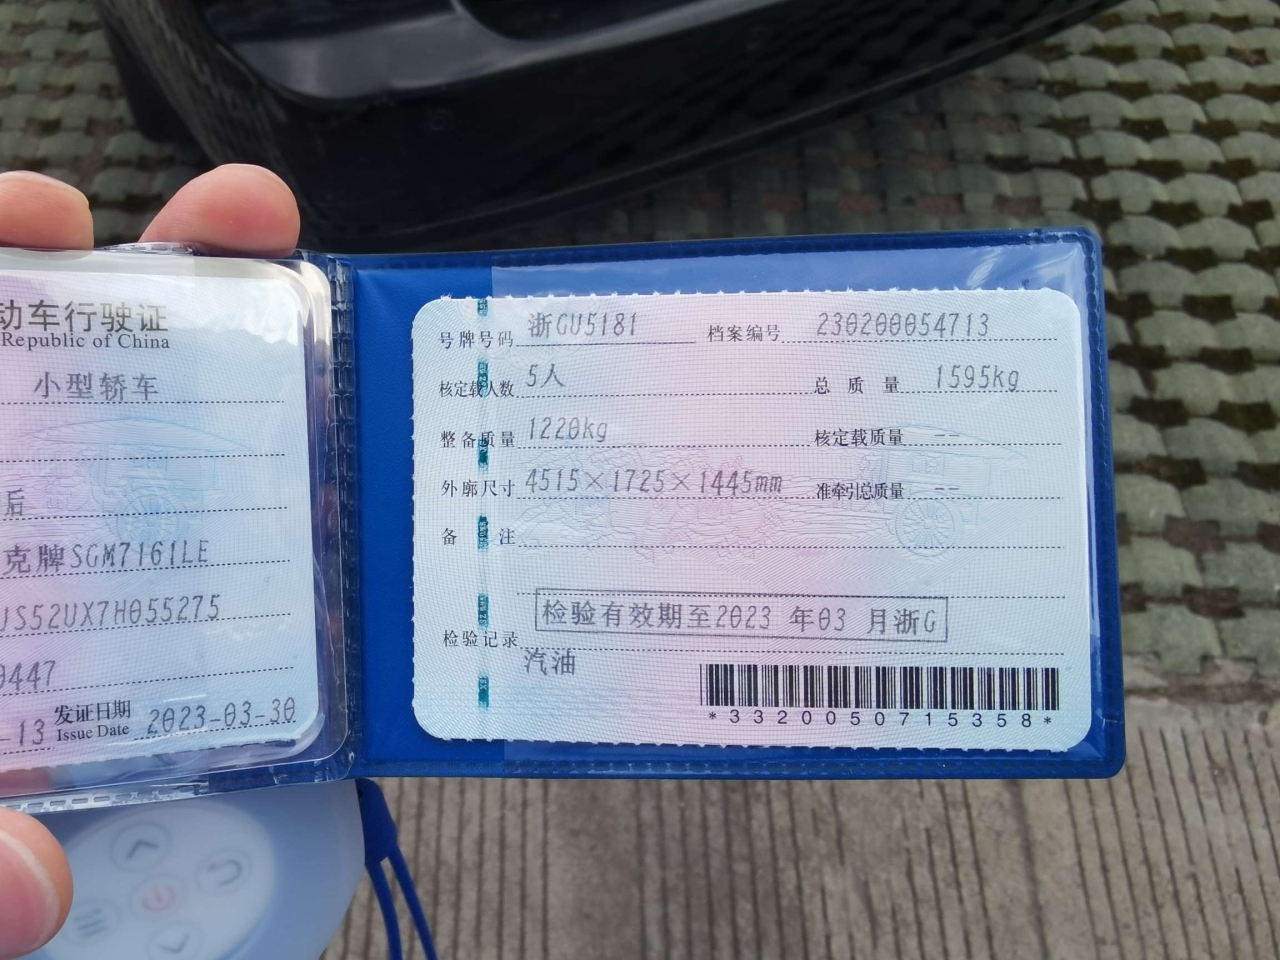 动车行驶证
Republic of China
小型轿车
后
克牌SGM7161LE
JS52UX7H055275
0447
-13 发证日期 2023-03-30
Issue Date
号牌号码 浙GU5181 档案编号 230200054713
核定载人数 5人 总质量 1595kg
整备质量 1220kg 核定载质量 --
外廓尺寸 4515×1725×1445mm 准牵引总质量 --
备注
检验有效期至2023 年03 月浙G
检验记录
汽油
*3320050715358*